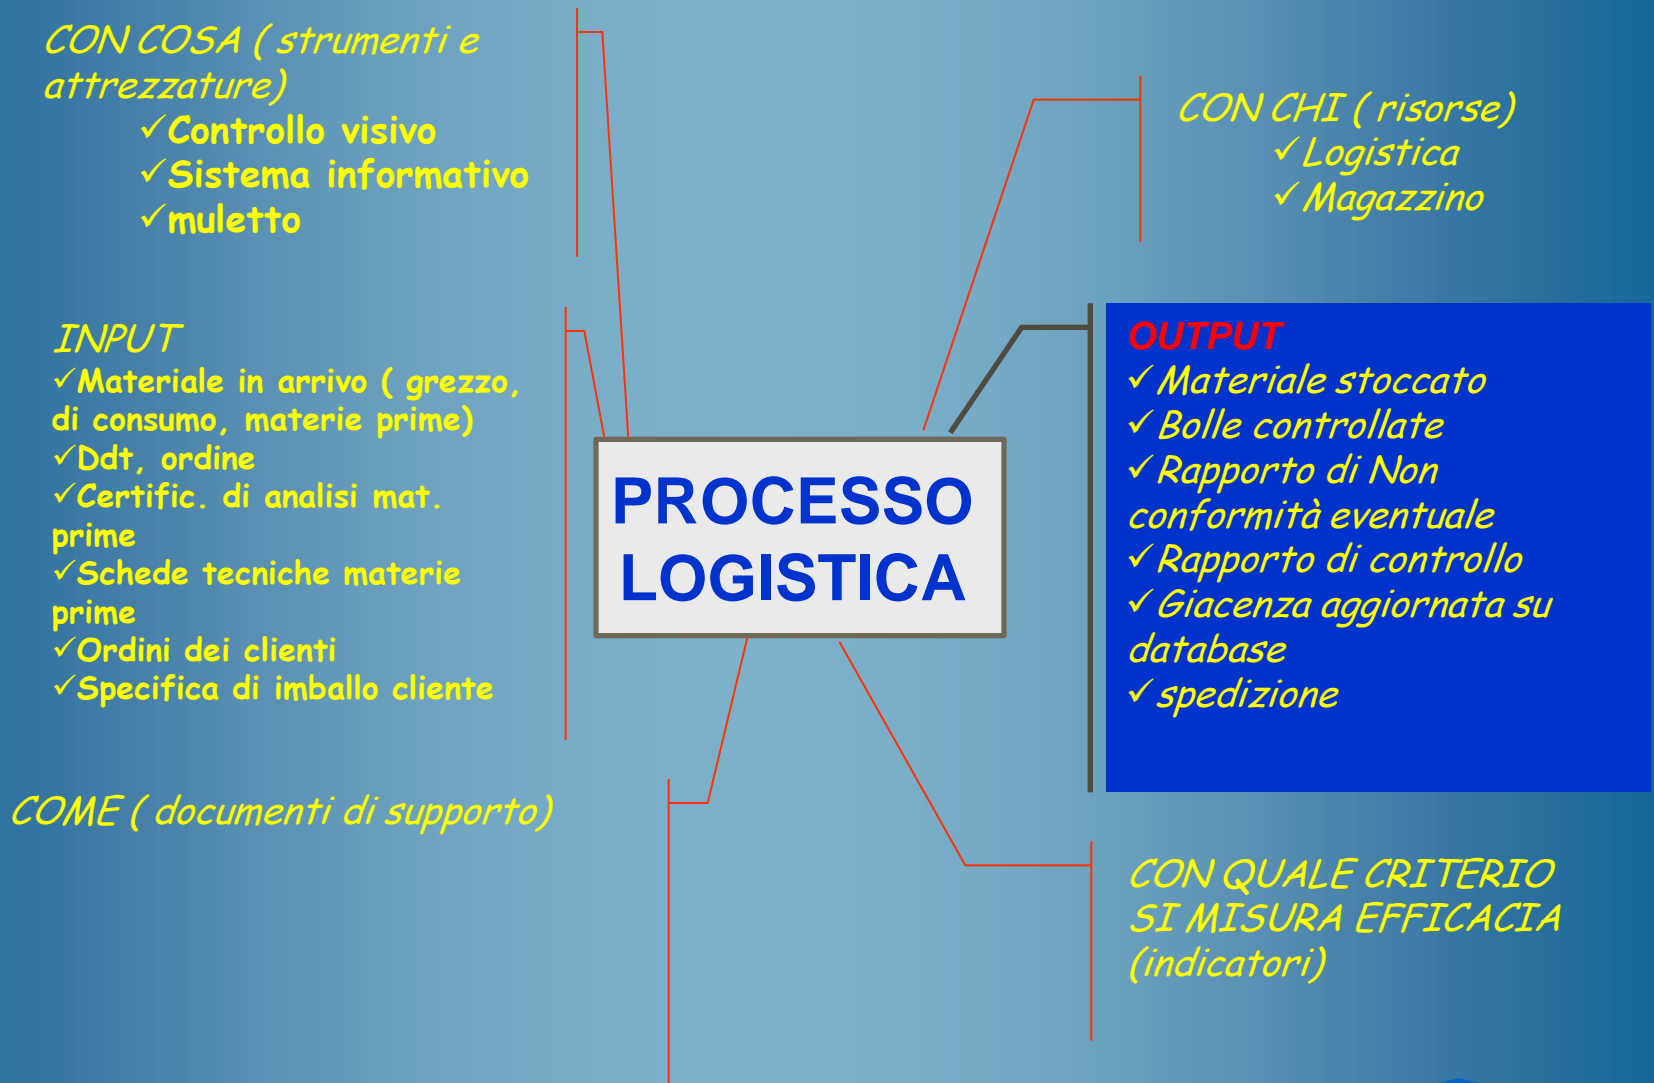 CON COSA ( strumenti e
attrezzature)
✓Controllo visivo
✓Sistema informativo
✓muletto
CON CHI ( risorse)
✓Logistica
✓Magazzino
INPUT
✓Materiale in arrivo ( grezzo,
di consumo, materie prime)
✓Ddt, ordine
✓Certific. di analisi mat.
prime
✓Schede tecniche materie
prime
✓Ordini dei clienti
✓Specifica di imballo cliente
PROCESSO
LOGISTICA
OUTPUT
✓Materiale stoccato
✓Bolle controllate
✓Rapporto di Non
conformità eventuale
✓Rapporto di controllo
✓Giacenza aggiornata su
database
✓spedizione
COME ( documenti di supporto)
CON QUALE CRITERIO
SI MISURA EFFICACIA
(indicatori)